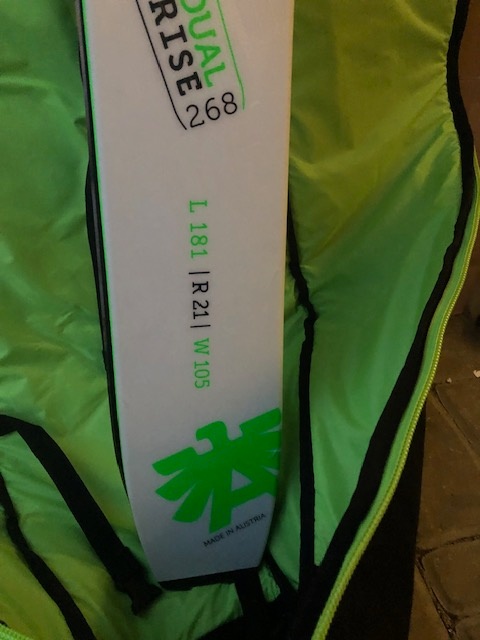 DUAL
RISE
268
L 181 | R 21 | W 105
MADE IN AUSTRIA